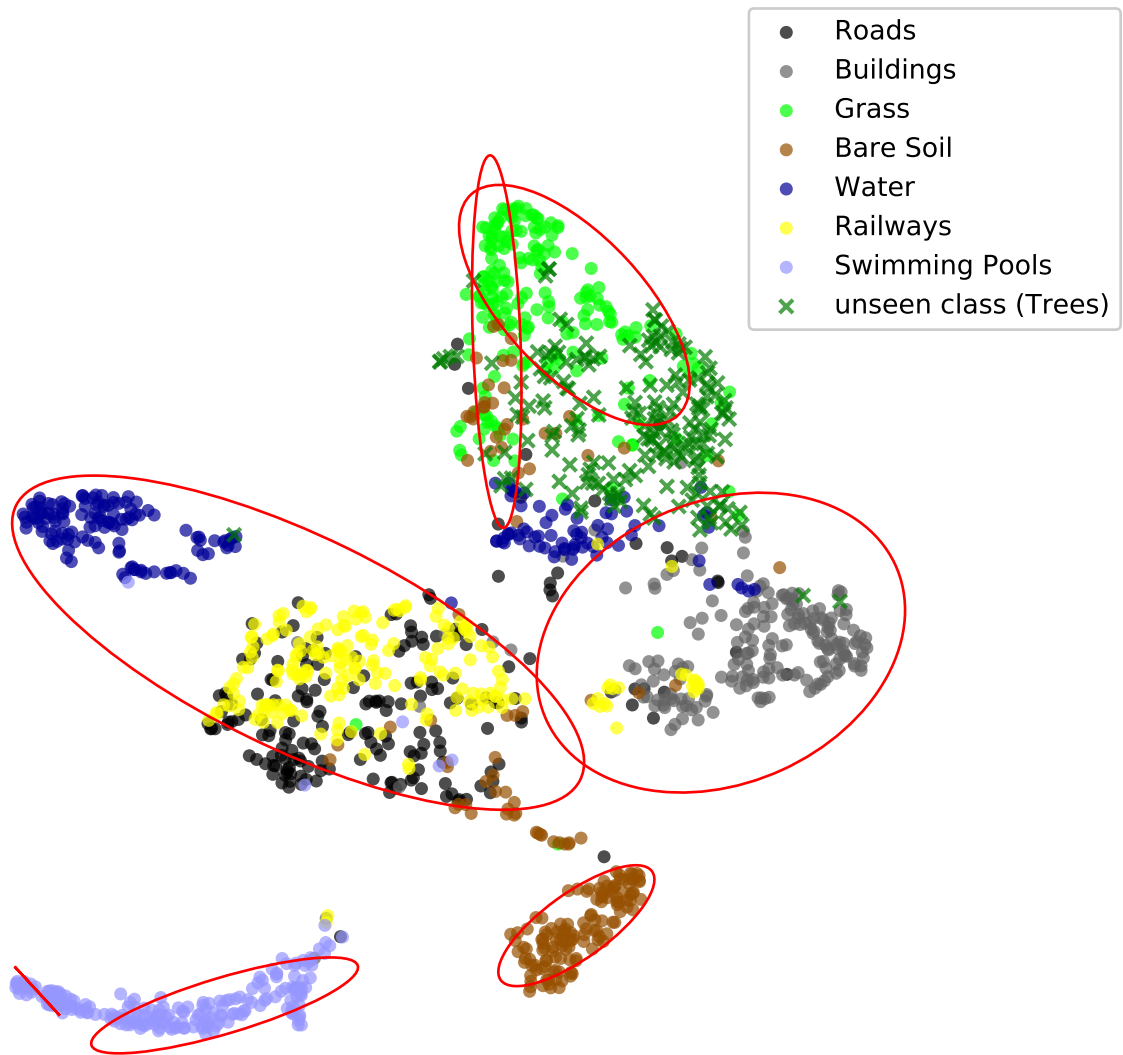 Roads
Buildings
Grass
Bare Soil
Water
Railways
Swimming Pools
unseen class (Trees)